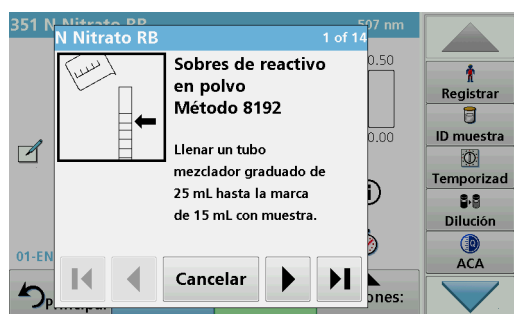 351 N Nitrato RB
507 nm
N Nitrato RB
1 of 14
Sobres de reactivo
en polvo
Método 8192
Llenar un tubo
mezclador graduado de
25 mL hasta la marca
de 15 mL con muestra.
Cancelar
0.50
0.00
01-EN
Principal
ones:
Registrar
ID muestra
Temporizad
Dilución
ACA